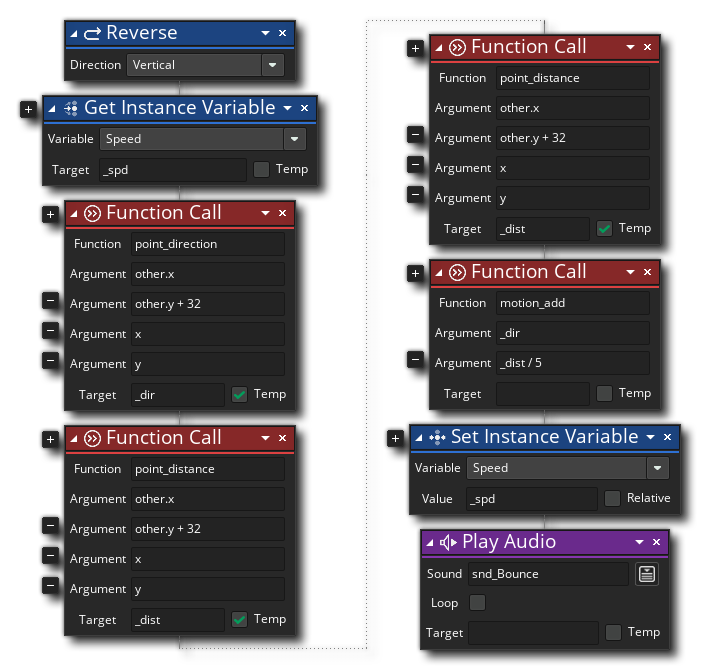 Reverse
Direction Vertical
Get Instance Variable
Variable Speed
Target _spd Temp
Function Call
Function point_direction
Argument other.x
Argument other.y + 32
Argument x
Argument y
Target _dir Temp
Function Call
Function point_distance
Argument other.x
Argument other.y + 32
Argument x
Argument y
Target _dist Temp
Function Call
Function point_distance
Argument other.x
Argument other.y + 32
Argument x
Argument y
Target _dist Temp
Function Call
Function motion_add
Argument _dir
Argument _dist / 5
Target Temp
Set Instance Variable
Variable Speed
Value _spd Relative
Play Audio
Sound snd_Bounce
Loop
Target Temp